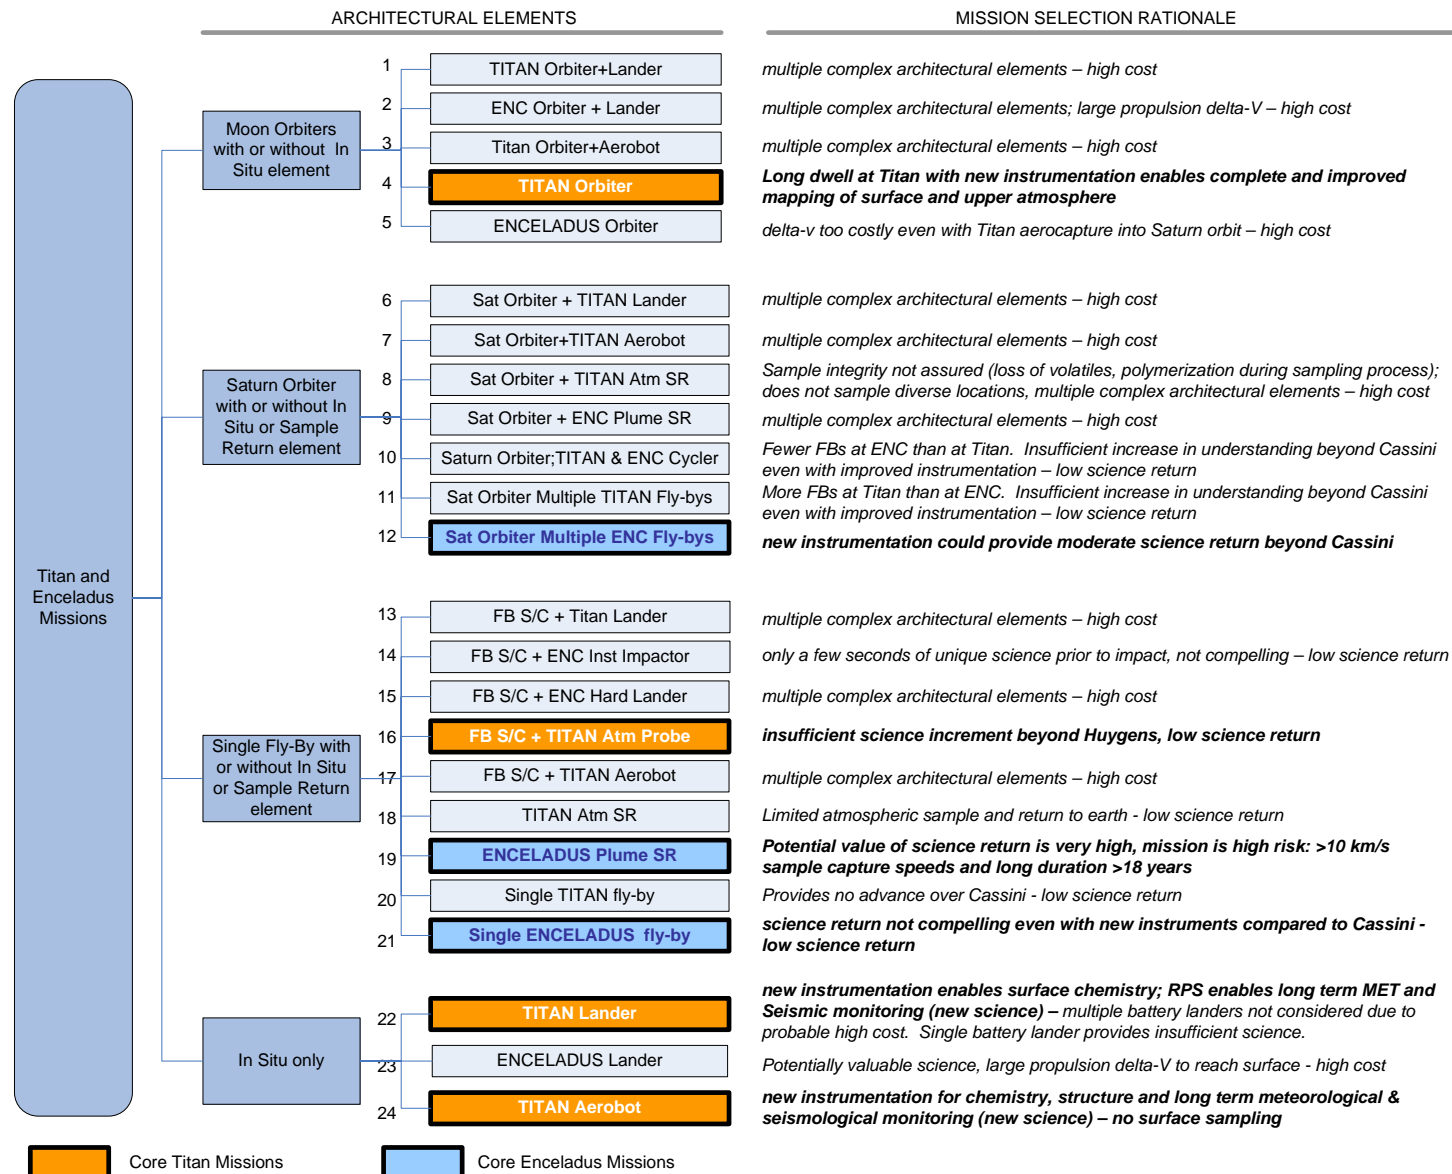 ARCHITECTURAL ELEMENTS
MISSION SELECTION RATIONALE
Titan and
Enceladus
Missions
Moon Orbiters
with or without In
Situ element
1 TITAN Orbiter+Lander multiple complex architectural elements – high cost
2 ENC Orbiter + Lander multiple complex architectural elements; large propulsion delta-V – high cost
3 Titan Orbiter+Aerobot multiple complex architectural elements – high cost
4 TITAN Orbiter Long dwell at Titan with new instrumentation enables complete and improved
mapping of surface and upper atmosphere
5 ENCELADUS Orbiter delta-v too costly even with Titan aerocapture into Saturn orbit – high cost
Saturn Orbiter
with or without In
Situ or Sample
Return element
6 Sat Orbiter + TITAN Lander multiple complex architectural elements – high cost
7 Sat Orbiter+TITAN Aerobot multiple complex architectural elements – high cost
8 Sat Orbiter + TITAN Atm SR Sample integrity not assured (loss of volatiles, polymerization during sampling process);
does not sample diverse locations, multiple complex architectural elements – high cost
9 Sat Orbiter + ENC Plume SR multiple complex architectural elements – high cost
10 Saturn Orbiter;TITAN & ENC Cycler Fewer FBs at ENC than at Titan. Insufficient increase in understanding beyond Cassini
even with improved instrumentation – low science return
11 Sat Orbiter Multiple TITAN Fly-bys More FBs at Titan than at ENC. Insufficient increase in understanding beyond Cassini
even with improved instrumentation – low science return
12 Sat Orbiter Multiple ENC Fly-bys new instrumentation could provide moderate science return beyond Cassini
Single Fly-By with
or without In Situ
or Sample Return
element
13 FB S/C + Titan Lander multiple complex architectural elements – high cost
14 FB S/C + ENC Inst Impactor only a few seconds of unique science prior to impact, not compelling – low science return
15 FB S/C + ENC Hard Lander multiple complex architectural elements – high cost
16 FB S/C + TITAN Atm Probe insufficient science increment beyond Huygens, low science return
17 FB S/C + TITAN Aerobot multiple complex architectural elements – high cost
18 TITAN Atm SR Limited atmospheric sample and return to earth - low science return
19 ENCELADUS Plume SR Potential value of science return is very high, mission is high risk: >10 km/s
sample capture speeds and long duration >18 years
20 Single TITAN fly-by Provides no advance over Cassini - low science return
21 Single ENCELADUS fly-by science return not compelling even with new instruments compared to Cassini -
low science return
In Situ only
22 TITAN Lander new instrumentation enables surface chemistry; RPS enables long term MET and
Seismic monitoring (new science) – multiple battery landers not considered due to
probable high cost. Single battery lander provides insufficient science.
23 ENCELADUS Lander Potentially valuable science, large propulsion delta-V to reach surface - high cost
24 TITAN Aerobot new instrumentation for chemistry, structure and long term meteorological &
seismological monitoring (new science) – no surface sampling
Core Titan Missions
Core Enceladus Missions